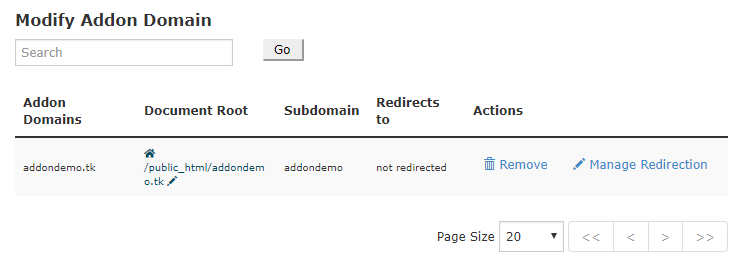 Modify Addon Domain
Search
Go
Addon Domains
Document Root
Subdomain
Redirects to
Actions
addondemo.tk
/public_html/addondem
o.tk
addondemo
not redirected
Remove
Manage Redirection
Page Size
20
<<
<
>
>>